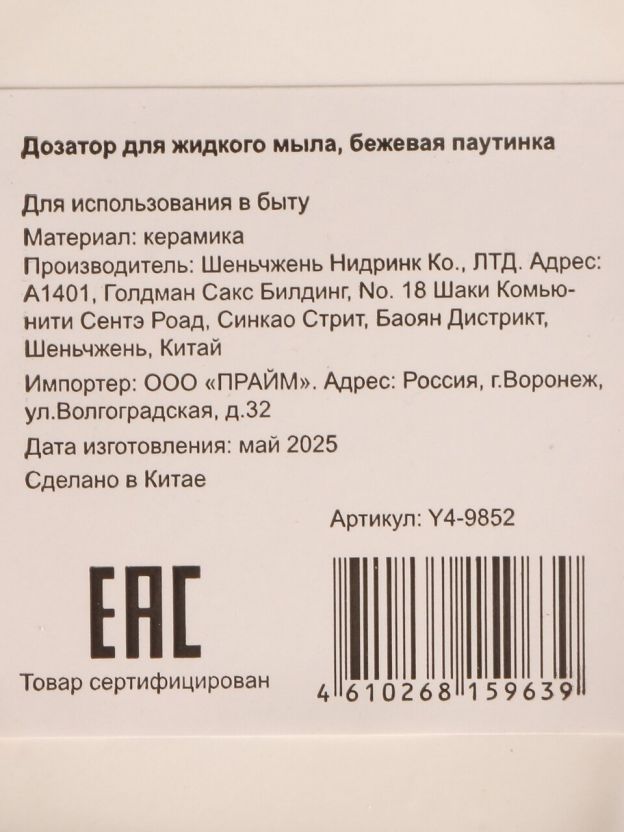 Дозатор для жидкого мыла, бежевая паутинка
Для использования в быту
Материал: керамика
Производитель: Шеньчжень Нидринк Ко., ЛТД. Адрес:
А1401, Голдман Сакс Билдинг, No. 18 Шаки Комью-
нити Сентэ Роад, Синкао Стрит, Баоян Дистрикт,
Шеньчжень, Китай
Импортер: ООО «ПРАЙМ». Адрес: Россия, г.Воронеж,
ул.Волгоградская, д.32
Дата изготовления: май 2025
Сделано в Китае
Артикул: Y4-9852
EAC
Товар сертифицирован
4 610268 159639